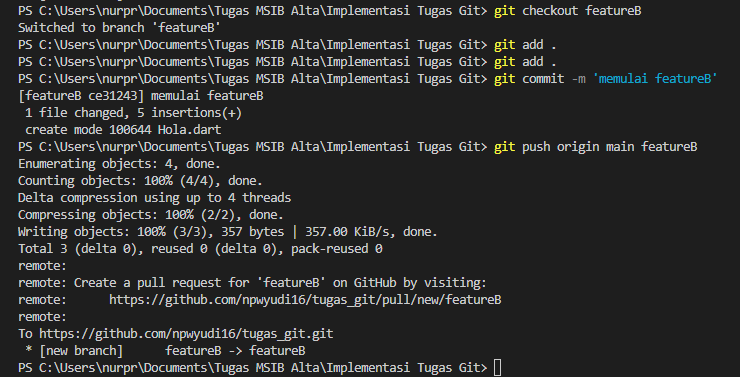 PS C:\Users\nurpr\Documents\Tugas MSIB Alta\Implementasi Tugas Git> git checkout featureB
Switched to branch 'featureB'
PS C:\Users\nurpr\Documents\Tugas MSIB Alta\Implementasi Tugas Git> git add .
PS C:\Users\nurpr\Documents\Tugas MSIB Alta\Implementasi Tugas Git> git add .
PS C:\Users\nurpr\Documents\Tugas MSIB Alta\Implementasi Tugas Git> git commit -m 'memulai featureB'
[featureB ce31243] memulai featureB
 1 file changed, 5 insertions(+)
 create mode 100644 Hola.dart
PS C:\Users\nurpr\Documents\Tugas MSIB Alta\Implementasi Tugas Git> git push origin main featureB
Enumerating objects: 4, done.
Counting objects: 100% (4/4), done.
Delta compression using up to 4 threads
Compressing objects: 100% (2/2), done.
Writing objects: 100% (3/3), 357 bytes | 357.00 KiB/s, done.
Total 3 (delta 0), reused 0 (delta 0), pack-reused 0
remote:
remote: Create a pull request for 'featureB' on GitHub by visiting:
remote:      https://github.com/npwyudi16/tugas_git/pull/new/featureB
remote:
To https://github.com/npwyudi16/tugas_git.git
 * [new branch]      featureB -> featureB
PS C:\Users\nurpr\Documents\Tugas MSIB Alta\Implementasi Tugas Git>